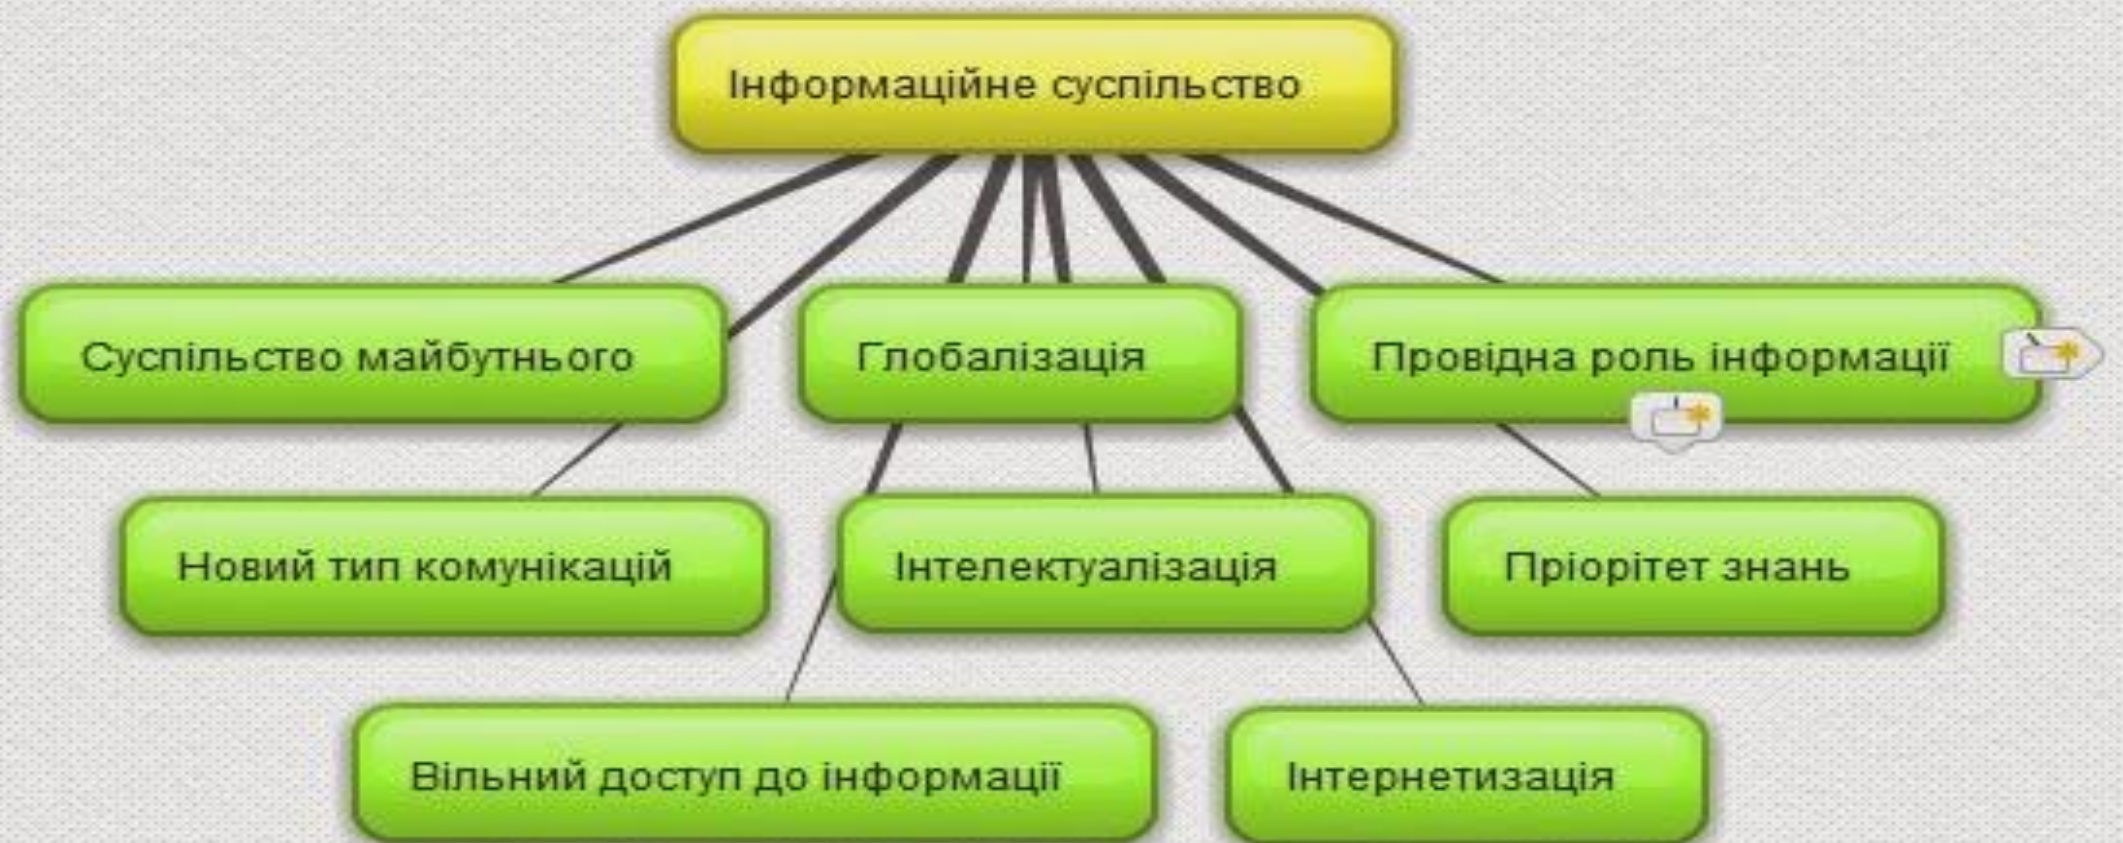 Інформаційне суспільство
Суспільство майбутнього
Глобалізація
Провідна роль інформації
Новий тип комунікацій
Інтелектуалізація
Пріорітет знань
Вільний доступ до інформації
Інтернетизація